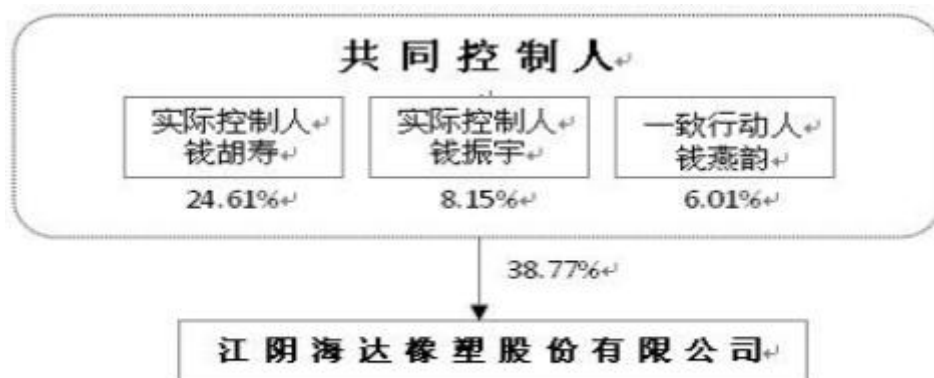 共同控制人↵
↵
实际控制人↵
钱胡寿↵
实际控制人↵
钱振宇↵
一致行动人↵
钱燕韵↵
24.61%↵
8.15%↵
6.01%↵
38.77%↵
江阴海达橡塑股份有限公司↵